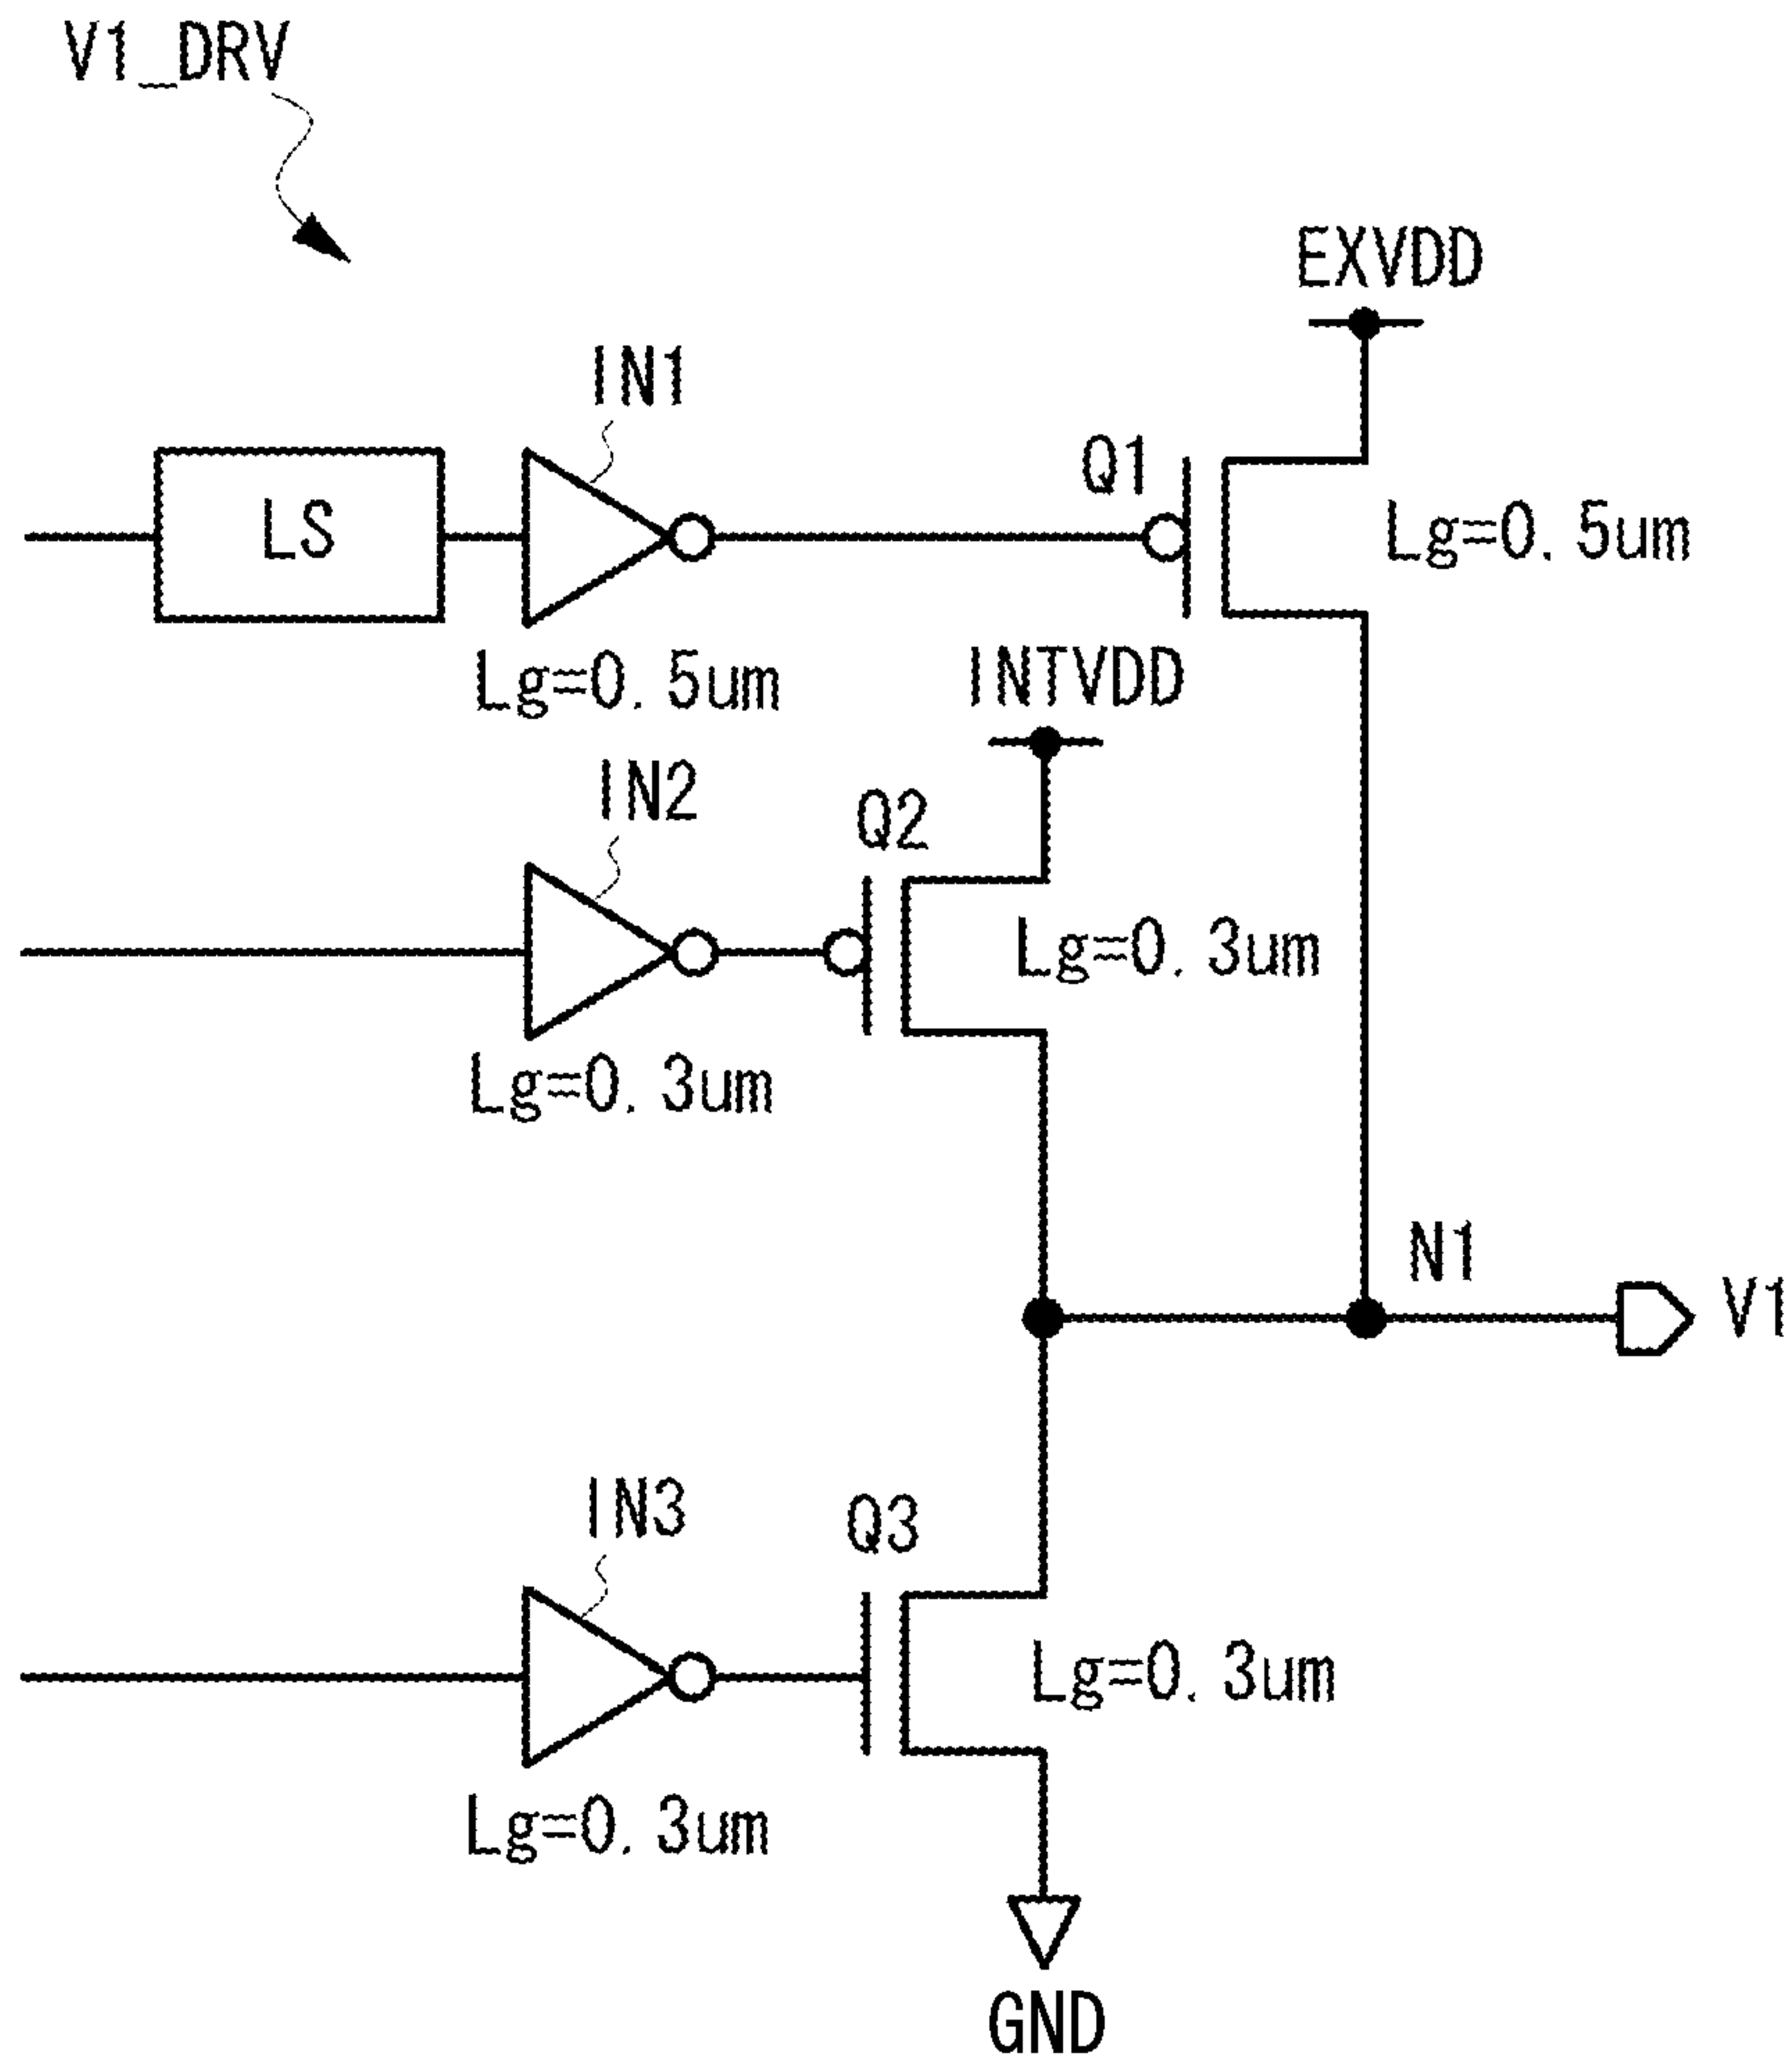 V1_DRV
EXVDD
IN1
Q1
LS
Lg=0.5um
Lg=0.5um
INTVDD
IN2
Q2
Lg=0.3um
Lg=0.3um
N1
V1
IN3
Q3
Lg=0.3um
Lg=0.3um
GND